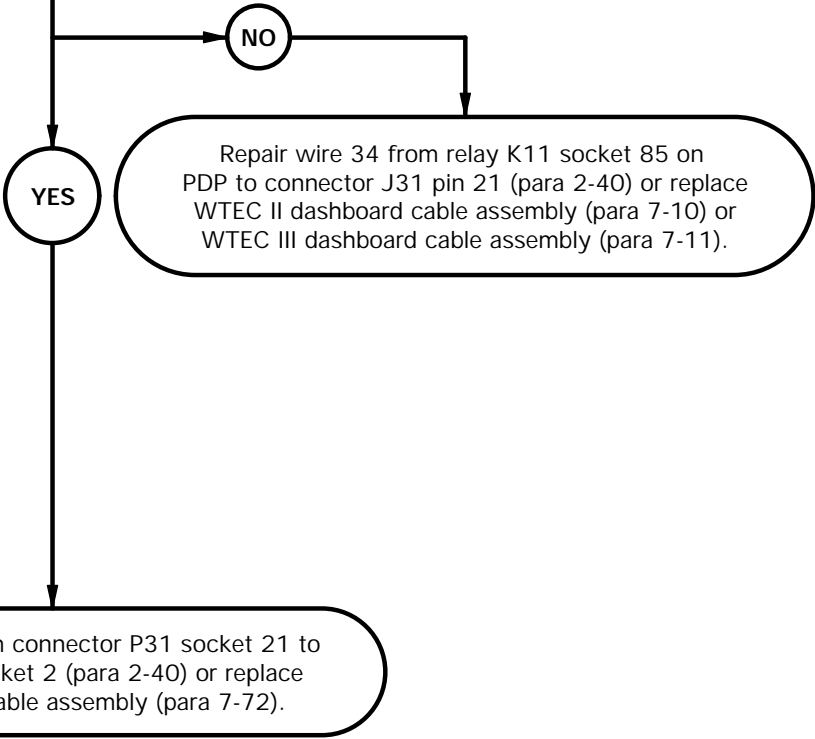 NO
YES
Repair wire 34 from relay K11 socket 85 on
PDP to connector J31 pin 21 (para 2-40) or replace
WTEC II dashboard cable assembly (para 7-10) or
WTEC III dashboard cable assembly (para 7-11).
connector P31 socket 21 to
2 (para 2-40) or replace
assembly (para 7-72).